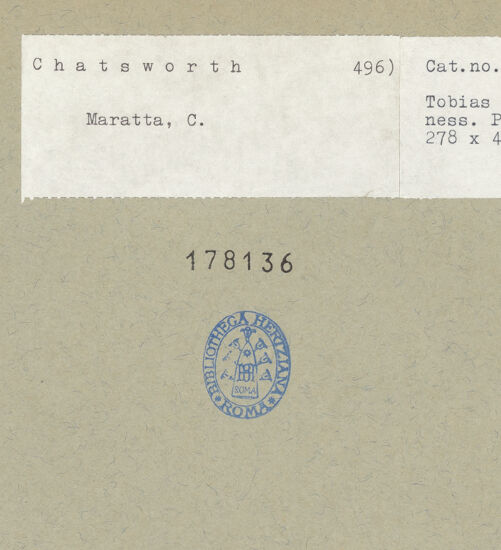 Chatsworth 496)
Maratta, C.
Cat.no.
Tobias
ness. P
278 x 4
178136
BIBLIOTHECA HERTZIANA
ROMA
ROMA